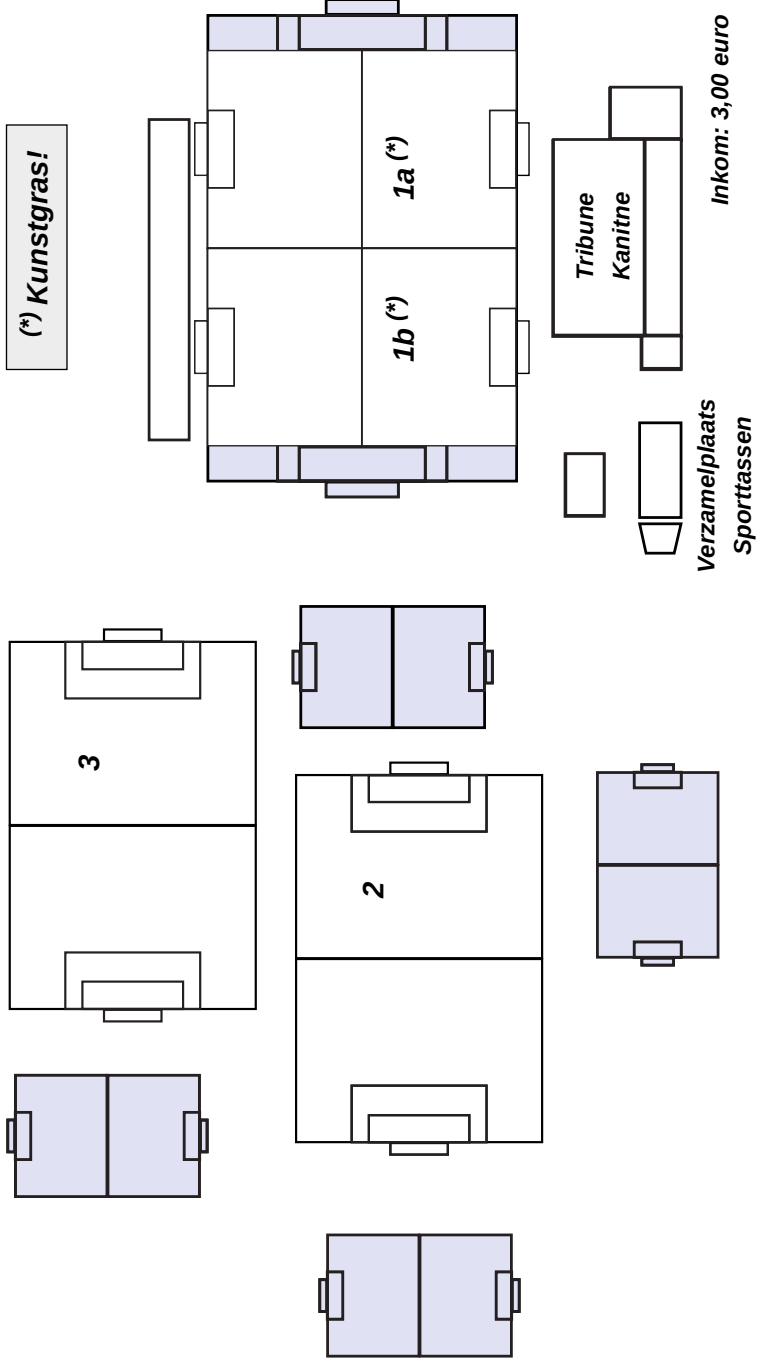 (*) Kunstgras!
1a (*)
1b (*)
Tribune
Kanitne
Inkom: 3,00 euro
Verzamelplaats
Sporttassen
3
2